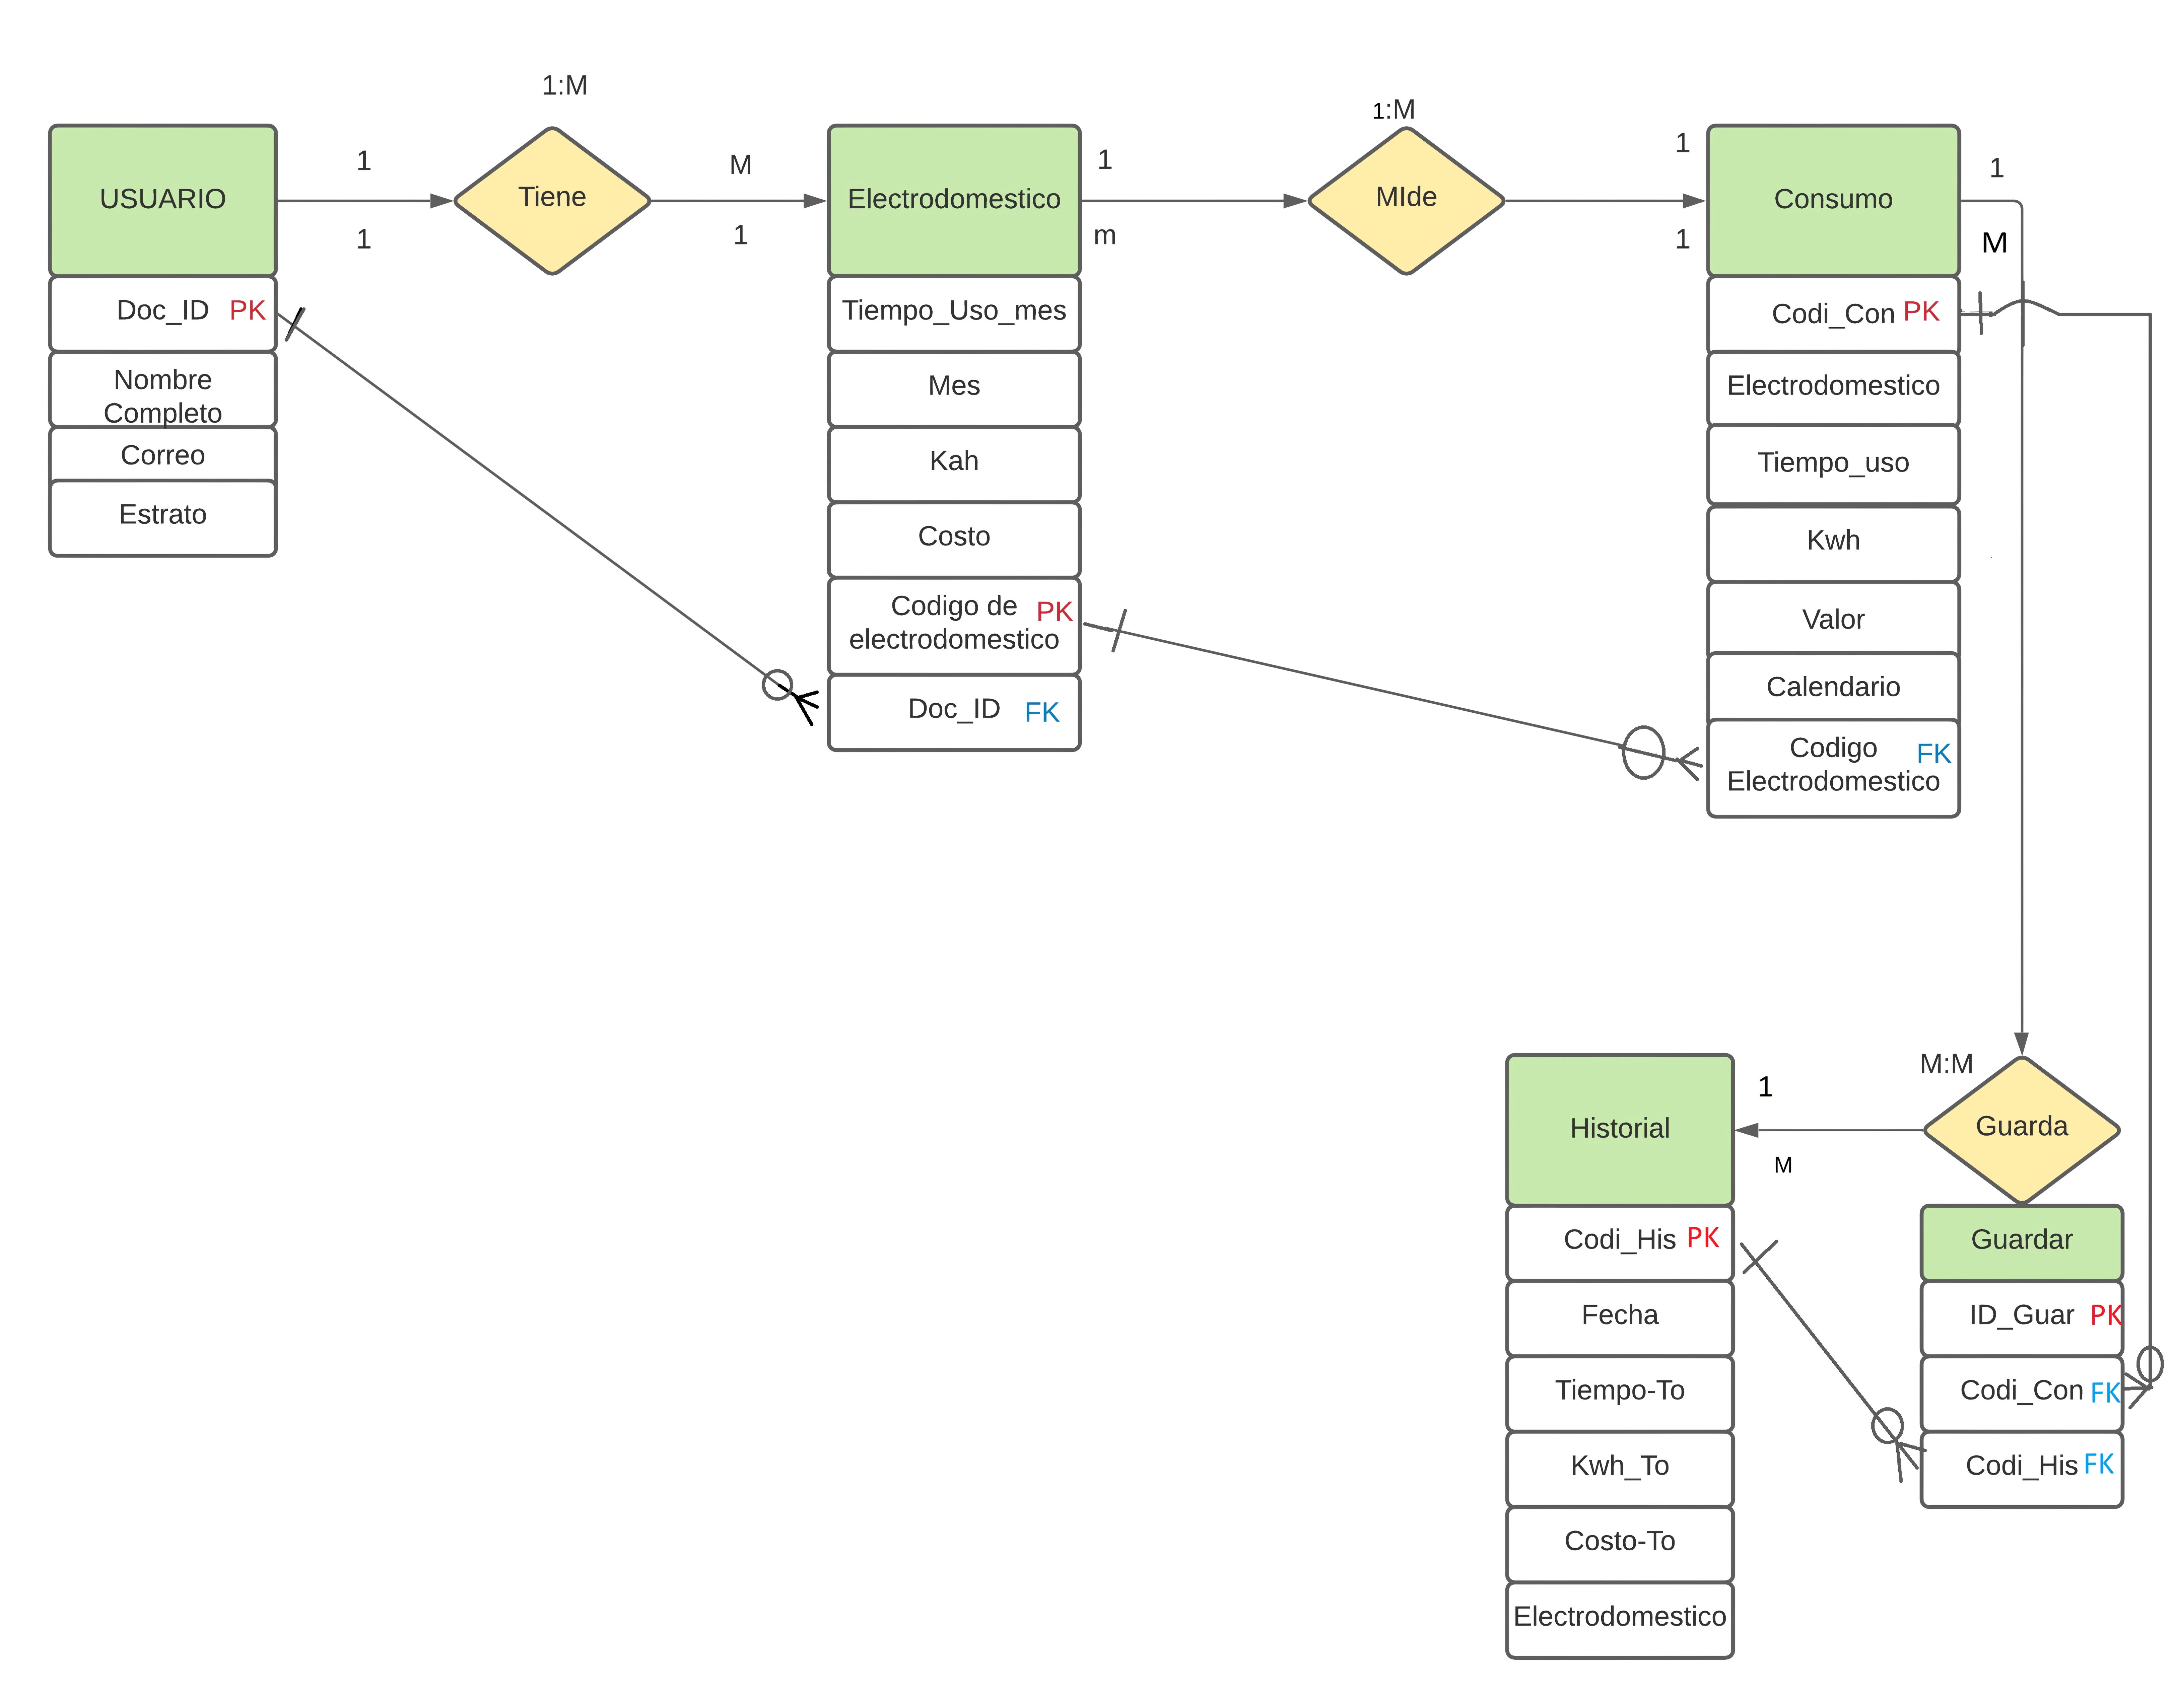 1:M
1:M
USUARIO
1
1
Tiene
M
1
Electrodomestico
1
m
MIde
1
1
Consumo
1
M
Doc_ID PK
Nombre
Completo
Correo
Estrato
Tiempo_Uso_mes
Mes
Kah
Costo
Codigo de
electrodomestico PK
Doc_ID FK
Codi_Con PK
Electrodomestico
Tiempo_uso
Kwh
Valor
Calendario
Codigo
Electrodomestico FK
Historial
1
M
M:M
Guarda
Codi_His PK
Fecha
Tiempo-To
Kwh_To
Costo-To
Electrodomestico
Guardar
ID_Guar PK
Codi_Con FK
Codi_His FK